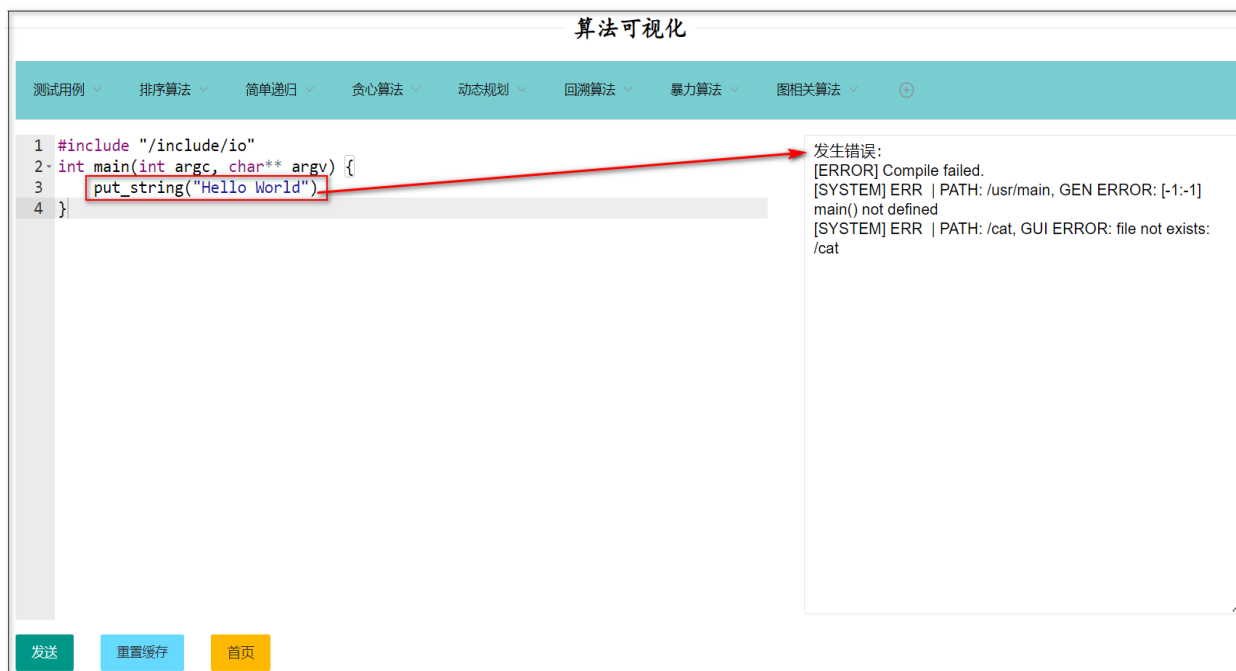 算法可视化
测试用例 排序算法 简单递归 贪心算法 动态规划 回溯算法 暴力算法 图相关算法
1 #include "/include/io"
2 int main(int argc, char** argv) {
3 put_string("Hello World")
4 }
发生错误：
[ERROR] Compile failed.
[SYSTEM] ERR | PATH: /usr/main, GEN ERROR: [-1:-1]
main() not defined
[SYSTEM] ERR | PATH: /cat, GUI ERROR: file not exists:
/cat
发送 重置缓存 首页